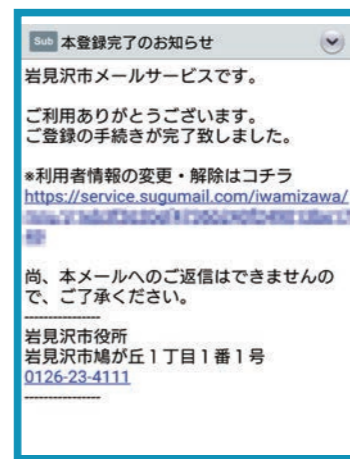 Sub 本登録完了のお知らせ
岩見沢市メールサービスです。
ご利用ありがとうございます。
ご登録の手続きが完了致しました。
*利用者情報の変更・解除はコチラ
https://service.sugumail.com/iwamizawa/
尚、本メールへのご返信はできませんの
で、ご了承ください。
----------------
岩見沢市役所
岩見沢市鳩が丘1丁目1番1号
0126-23-4111
----------------